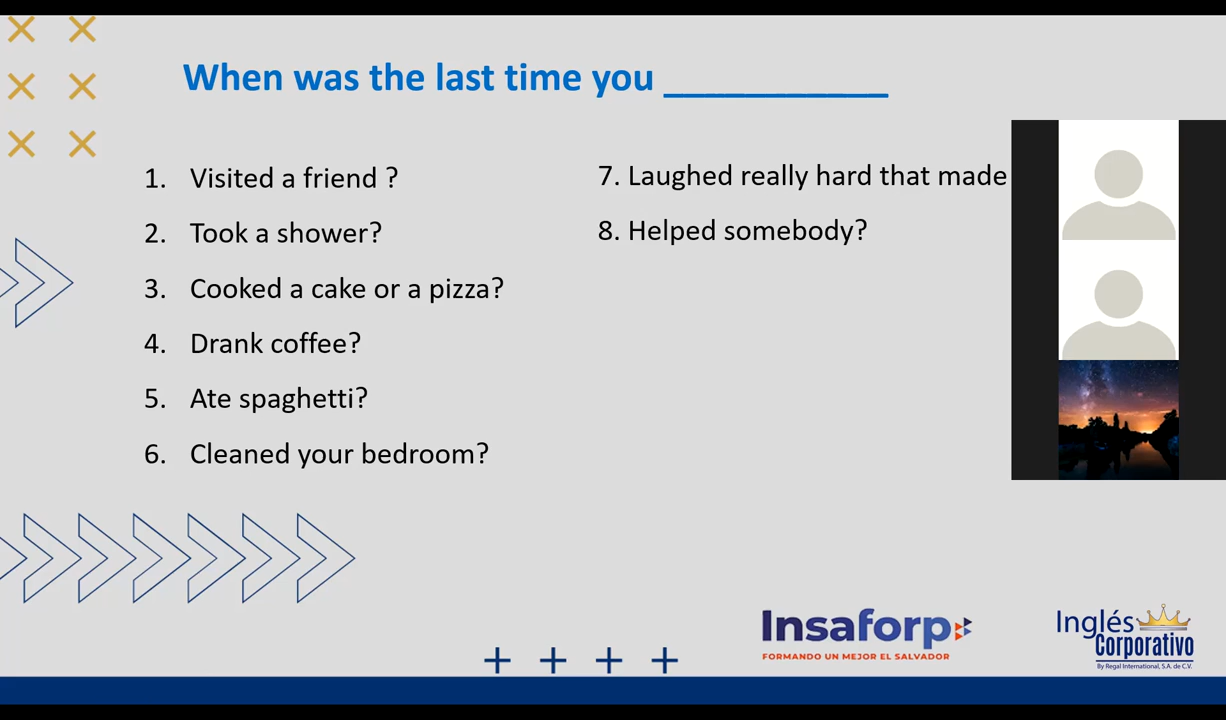 When was the last time you ___________
1. Visited a friend ?
2. Took a shower?
3. Cooked a cake or a pizza?
4. Drank coffee?
5. Ate spaghetti?
6. Cleaned your bedroom?
7. Laughed really hard that made
8. Helped somebody?
Insaforp
FORMANDO UN MEJOR EL SALVADOR
Inglés
Corporativo
By Regal International, S.A. de C.V.